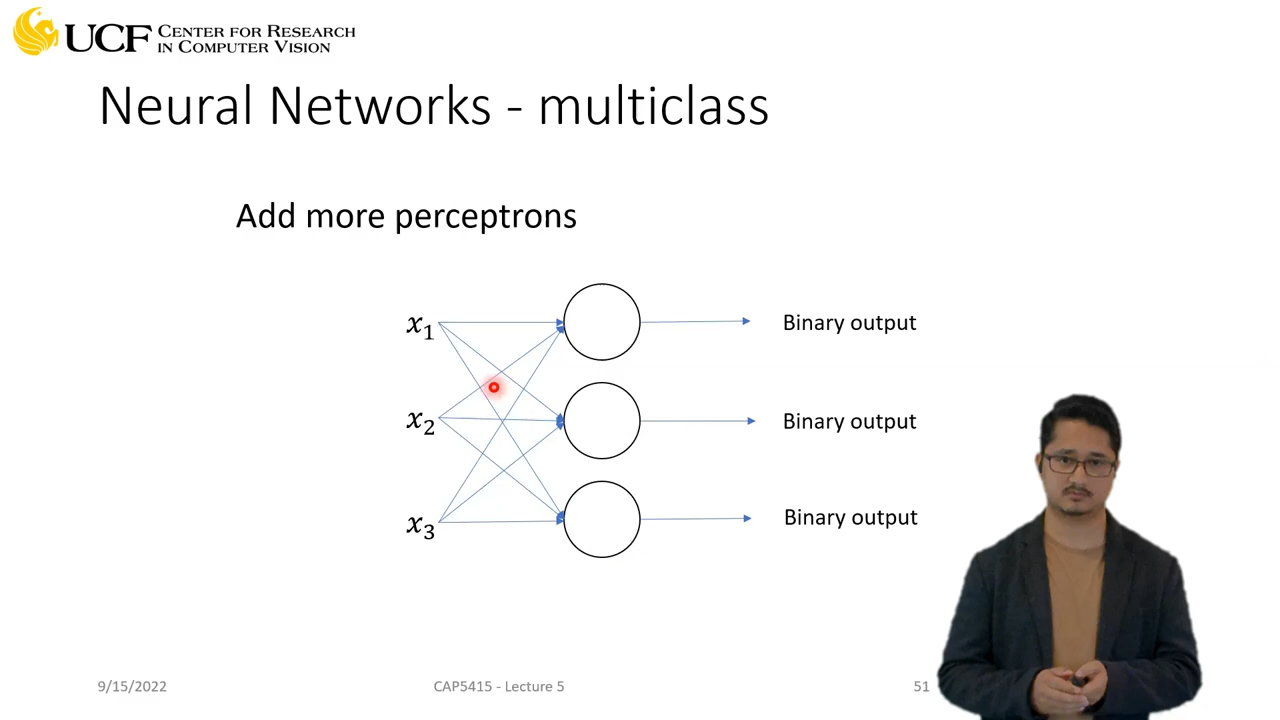 UCF CENTER FOR RESEARCH
IN COMPUTER VISION
Neural Networks - multiclass
Add more perceptrons
x₁
Binary output
x₂
Binary output
x₃
Binary output
9/15/2022
CAP5415 - Lecture 5
51